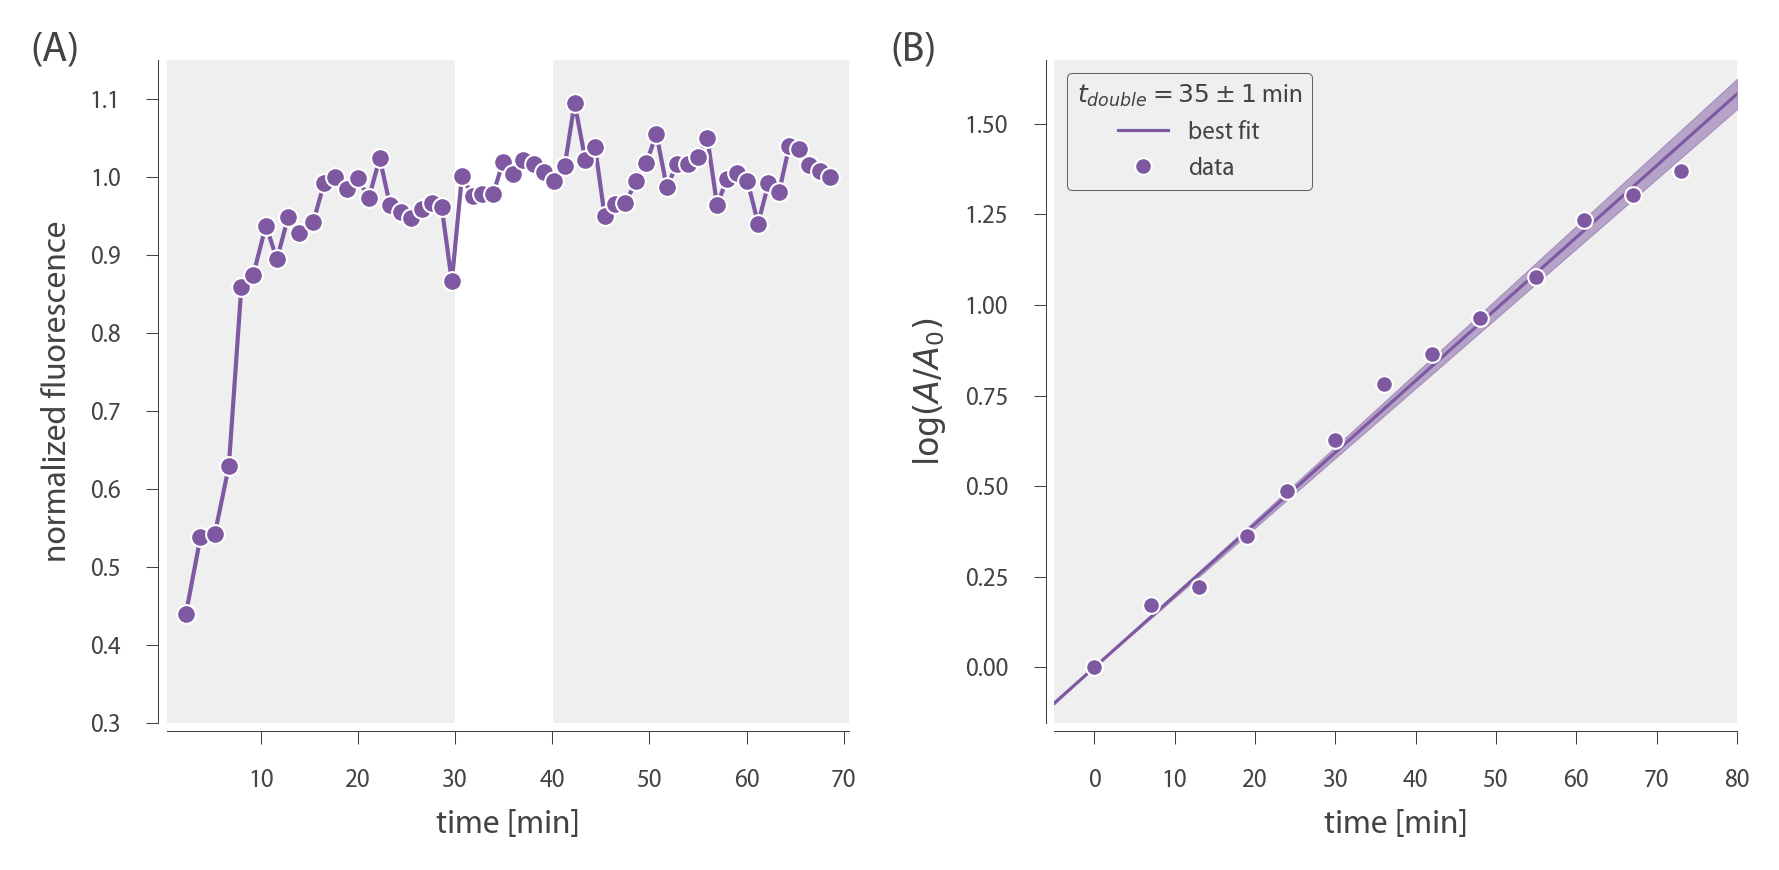 (A)
normalized fluorescence
1.1
1.0
0.9
0.8
0.7
0.6
0.5
0.4
0.3
10 20 30 40 50 60 70
time [min]
(B)
log(A/A₀)
1.50
1.25
1.00
0.75
0.50
0.25
0.00
t_double = 35 ± 1 min
best fit
data
0 10 20 30 40 50 60 70 80
time [min]